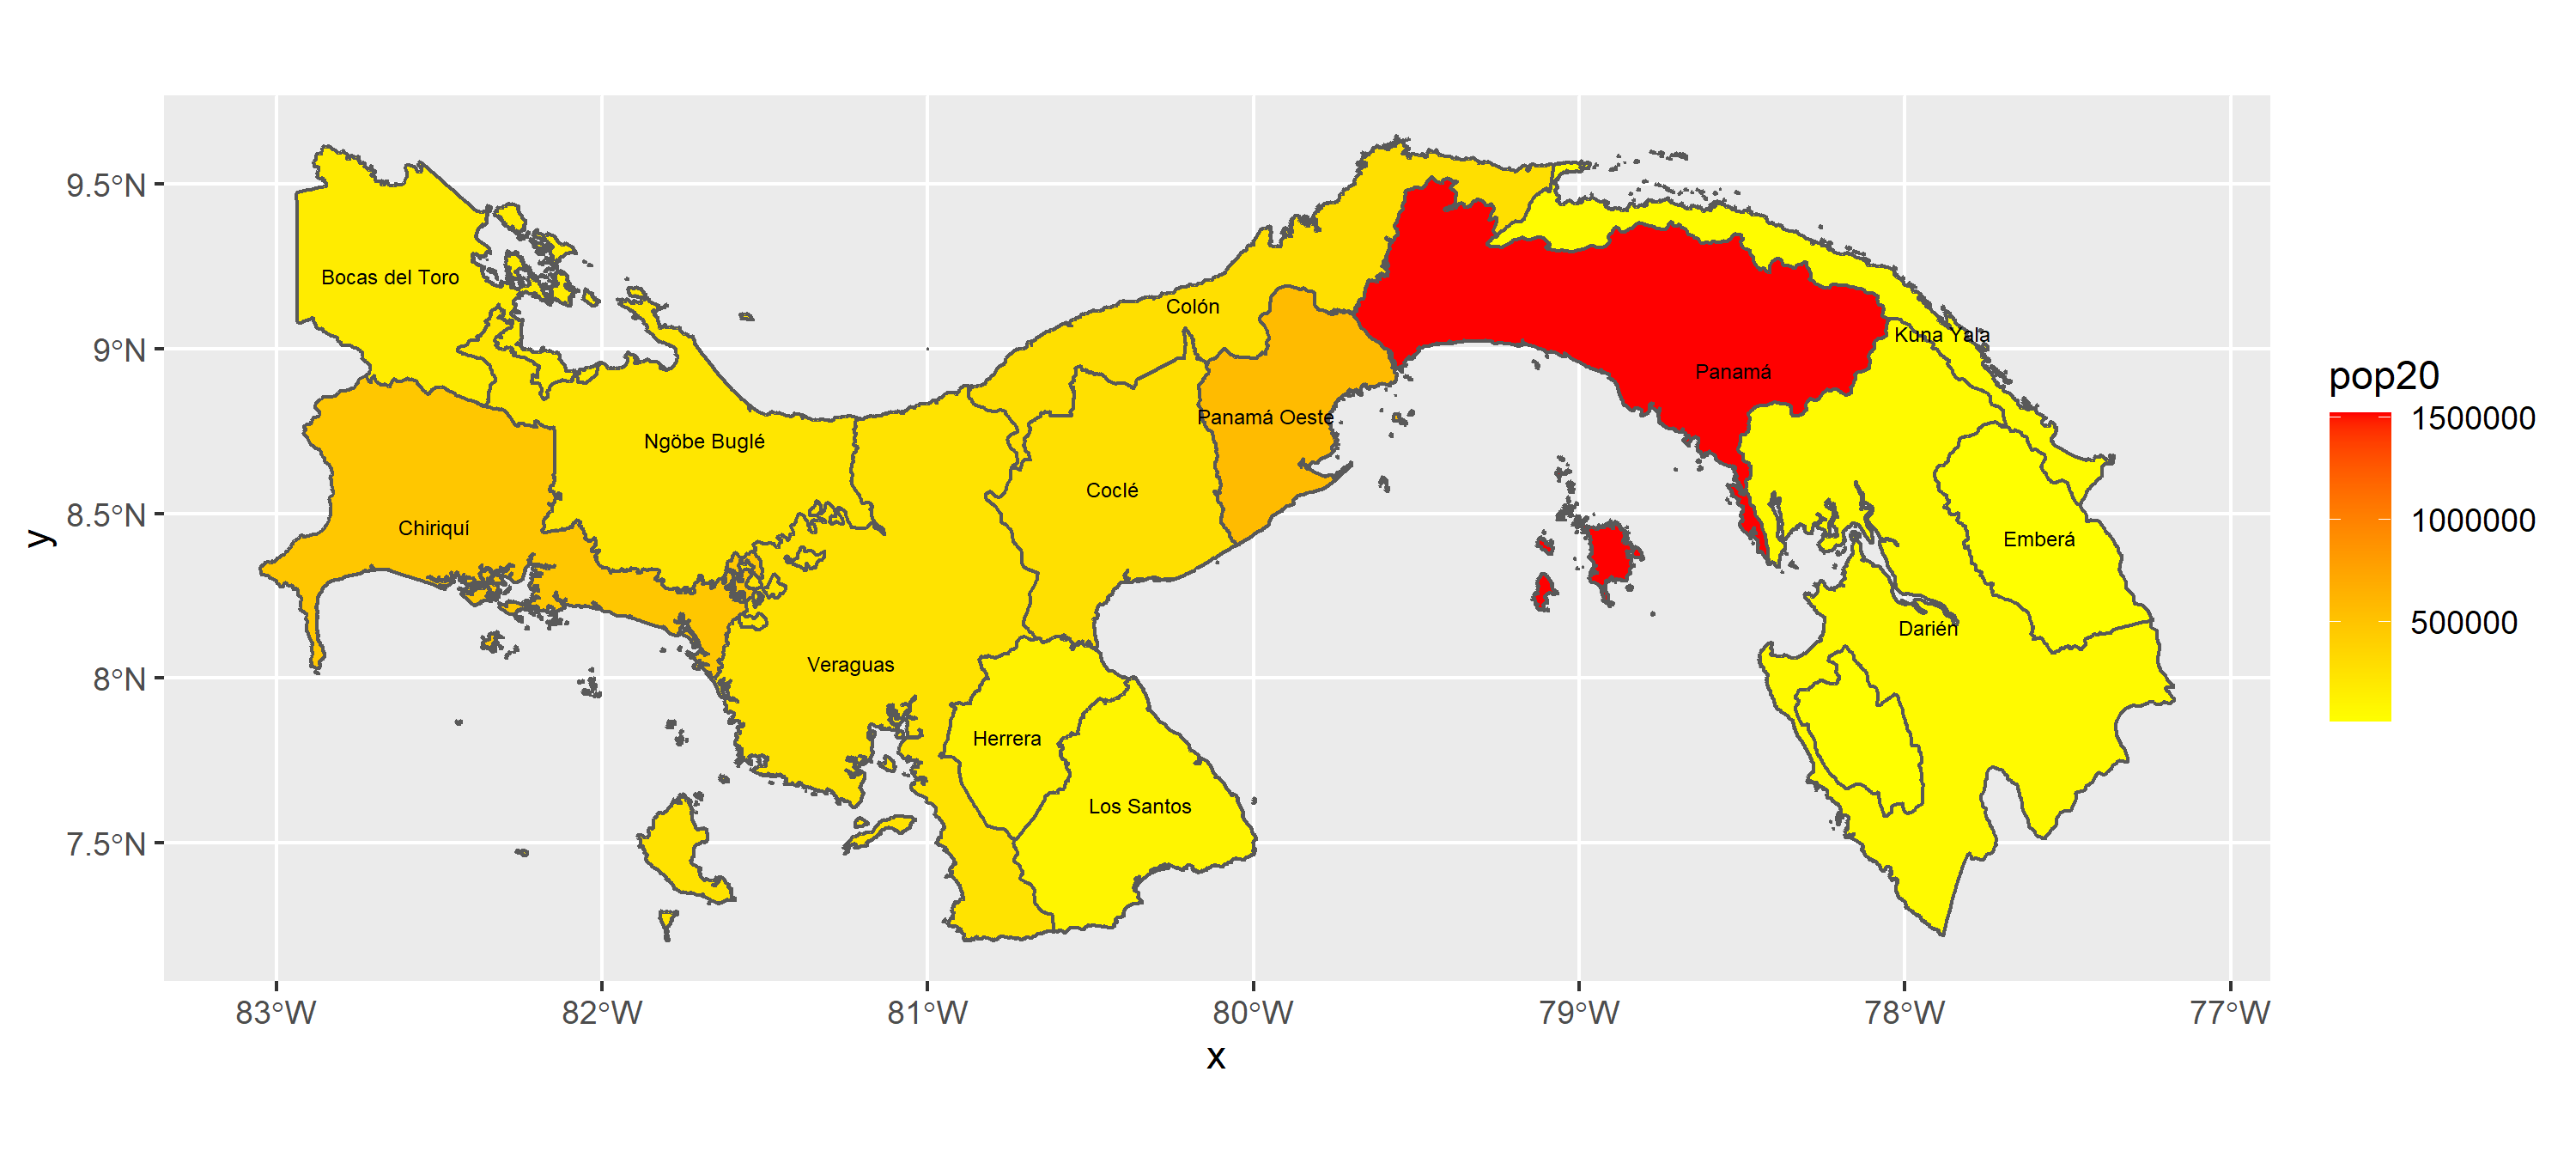 9.5°N
9°N
8.5°N
8°N
7.5°N
y
83°W
82°W
81°W
80°W
79°W
78°W
77°W
x
Bocas del Toro
Colón
Kuna Yala
Panamá
Panamá Oeste
Ngöbe Buglé
Coclé
Chiriquí
Emberá
Darién
Veraguas
Herrera
Los Santos
pop20
1500000
1000000
500000